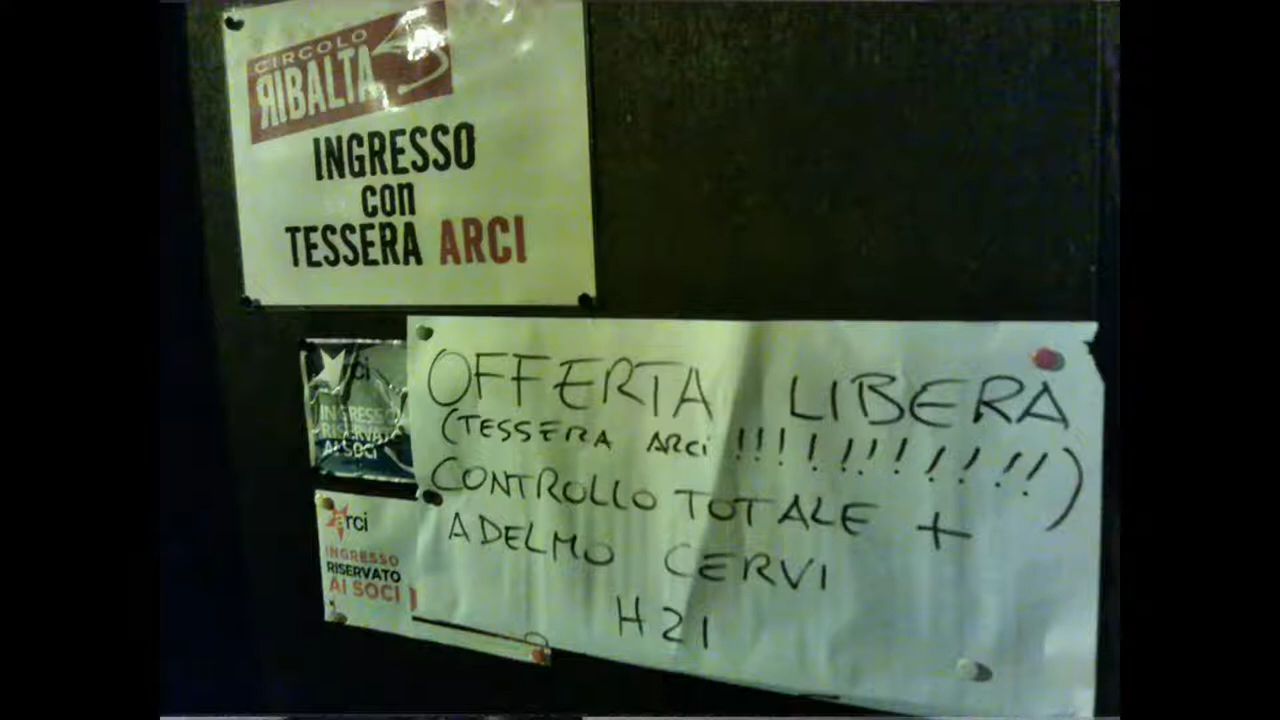 CIRCOLO
RIBALTA
INGRESSO
con
TESSERA ARCI
OFFERTA LIBERA
(TESSERA ARCi !!!!!!!!!!!!)
CONTROLLO TOTALE +
ADELMO CERVI
H21
arci
INGRESSO
RISERVATO
AI SOCI
arci
INGRESSO
RISERVATO
AI SOCI